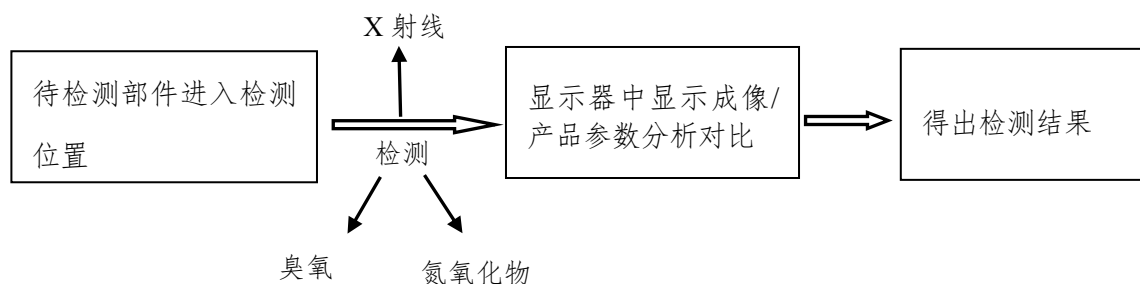 X 射线
待检测部件进入检测
位置
检测
显示器中显示成像/
产品参数分析对比
得出检测结果
臭氧
氮氧化物